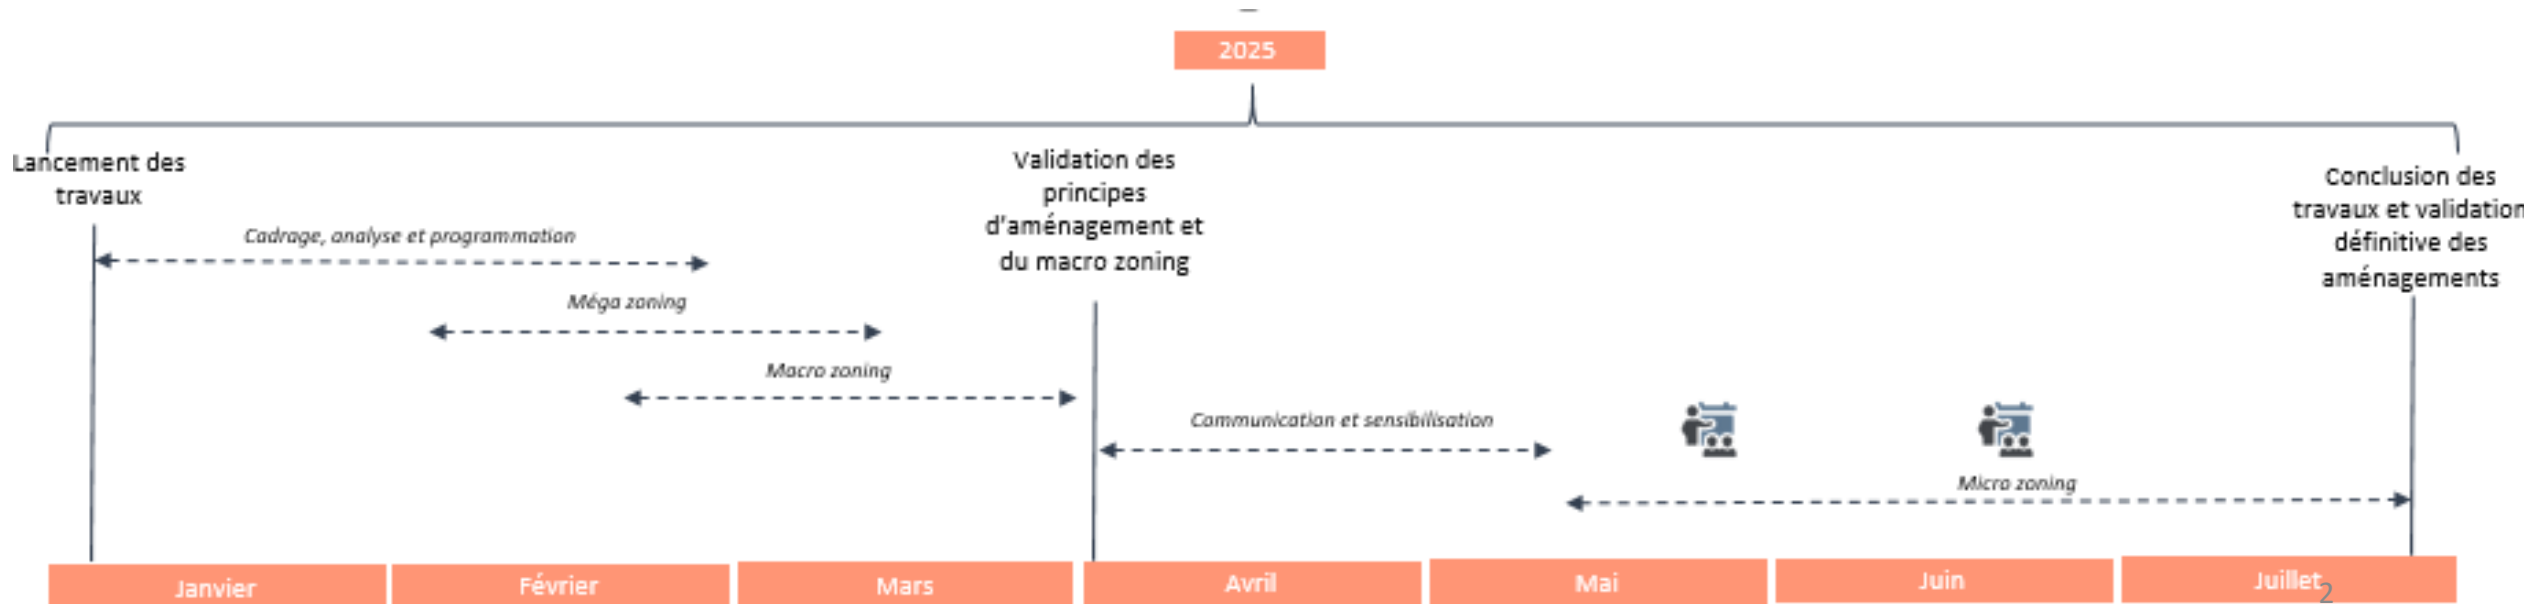 2025
Lancement des
travaux
Validation des
principes
d'aménagement et
du macro zoning
Conclusion des
travaux et validation
définitive des
aménagements
Cadrage, analyse et programmation
Méga zoning
Macro zoning
Communication et sensibilisation
Micro zoning
Janvier
Février
Mars
Avril
Mai
Juin
Juillet
2